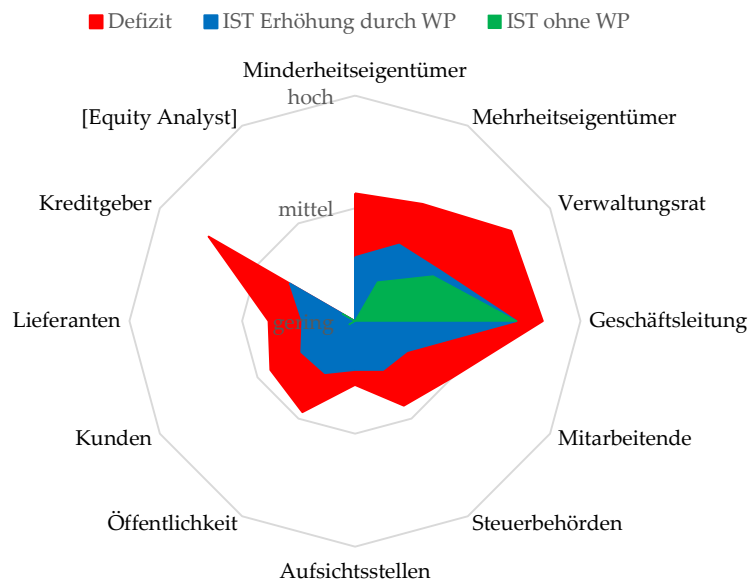 Defizit IST Erhöhung durch WP IST ohne WP
Minderheitseigentümer
hoch
[Equity Analyst]
Mehrheitseigentümer
Kreditgeber
mittel
Verwaltungsrat
Lieferanten
gering
Geschäftsleitung
Kunden
Mitarbeitende
Öffentlichkeit
Steuerbehörden
Aufsichtsstellen